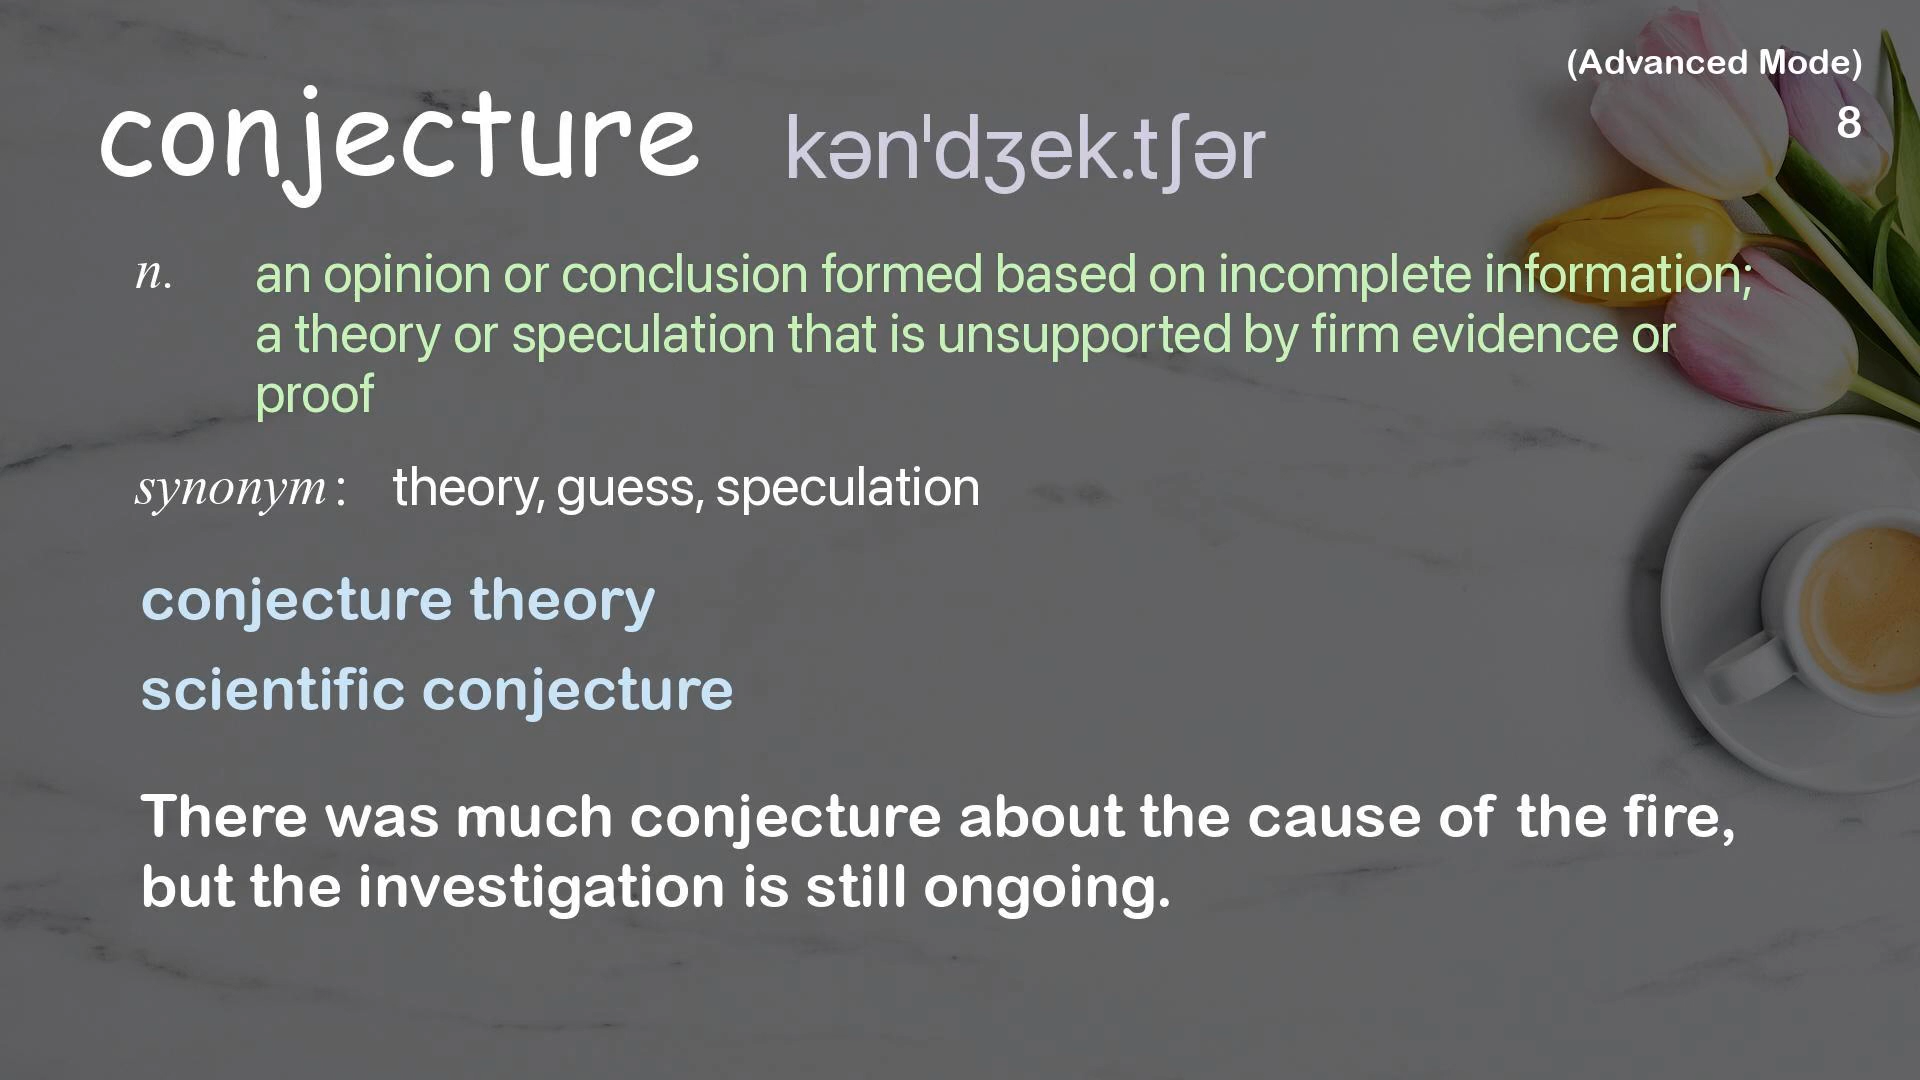 (Advanced Mode)
8
conjecture kən'dʒek.tʃər
n. an opinion or conclusion formed based on incomplete information;
a theory or speculation that is unsupported by firm evidence or
proof
synonym: theory, guess, speculation
conjecture theory
scientific conjecture
There was much conjecture about the cause of the fire,
but the investigation is still ongoing.